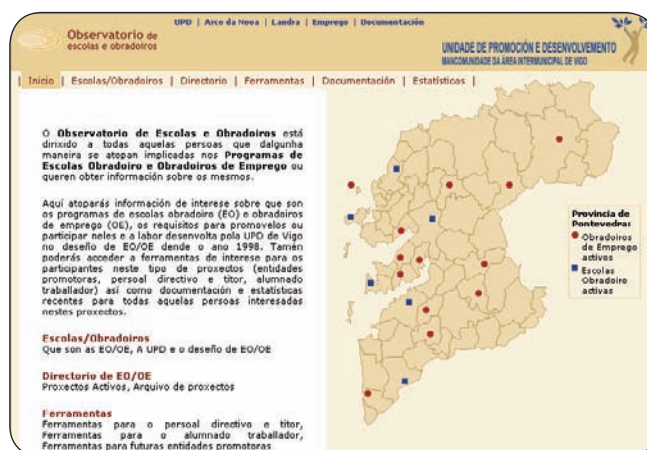 UPD | Arco da Nova | Landra | Emprego | Documentación
Observatorio de
escolas e obradoiros
UNIDADE DE PROMOCIÓN E DESENVOLVEMENTO
MANCOMUNIDADE DA ÁREA INTERMUNICIPAL DE VIGO
| Inicio | Escolas/Obradoiros | Directorio | Ferramentas | Documentación | Estatísticas |
O Observatorio de Escolas e Obradoiros está
dirixido a todas aquelas persoas que dalgunha
maneira se atopan implicadas nos Programas de
Escolas Obradoiro e Obradoiros de Emprego ou
queren obter información sobre os mesmos.
Aquí atoparás información de interese sobre que son
os programas de escolas obradoiro (EO) e obradoiros
de emprego (OE), os requisitos para promovelos ou
participar neles e a labor desenvolta pola UPD de Vigo
no deseño de EO/OE dende o ano 1998. Tamén
poderás acceder a ferramentas de interese para os
participantes neste tipo de proxectos (entidades
promotoras, persoal directivo e titor, alumnado
traballador) así como documentación e estatísticas
recentes para todas aquelas persoas interesadas
nestes proxectos.
Escolas/Obradoiros
Que son as EO/OE, A UPD e o deseño de EO/OE
Directorio de EO/OE
Proxectos Activos, Arquivo de proxectos
Ferramentas
Ferramentas para o persoal directivo e titor,
Ferramentas para o alumnado traballador,
Ferramentas para futuras entidades promotoras
Provincia de
Pontevedra:
Obradoiros
de Emprego
activos
Escolas
Obradoiro
activas